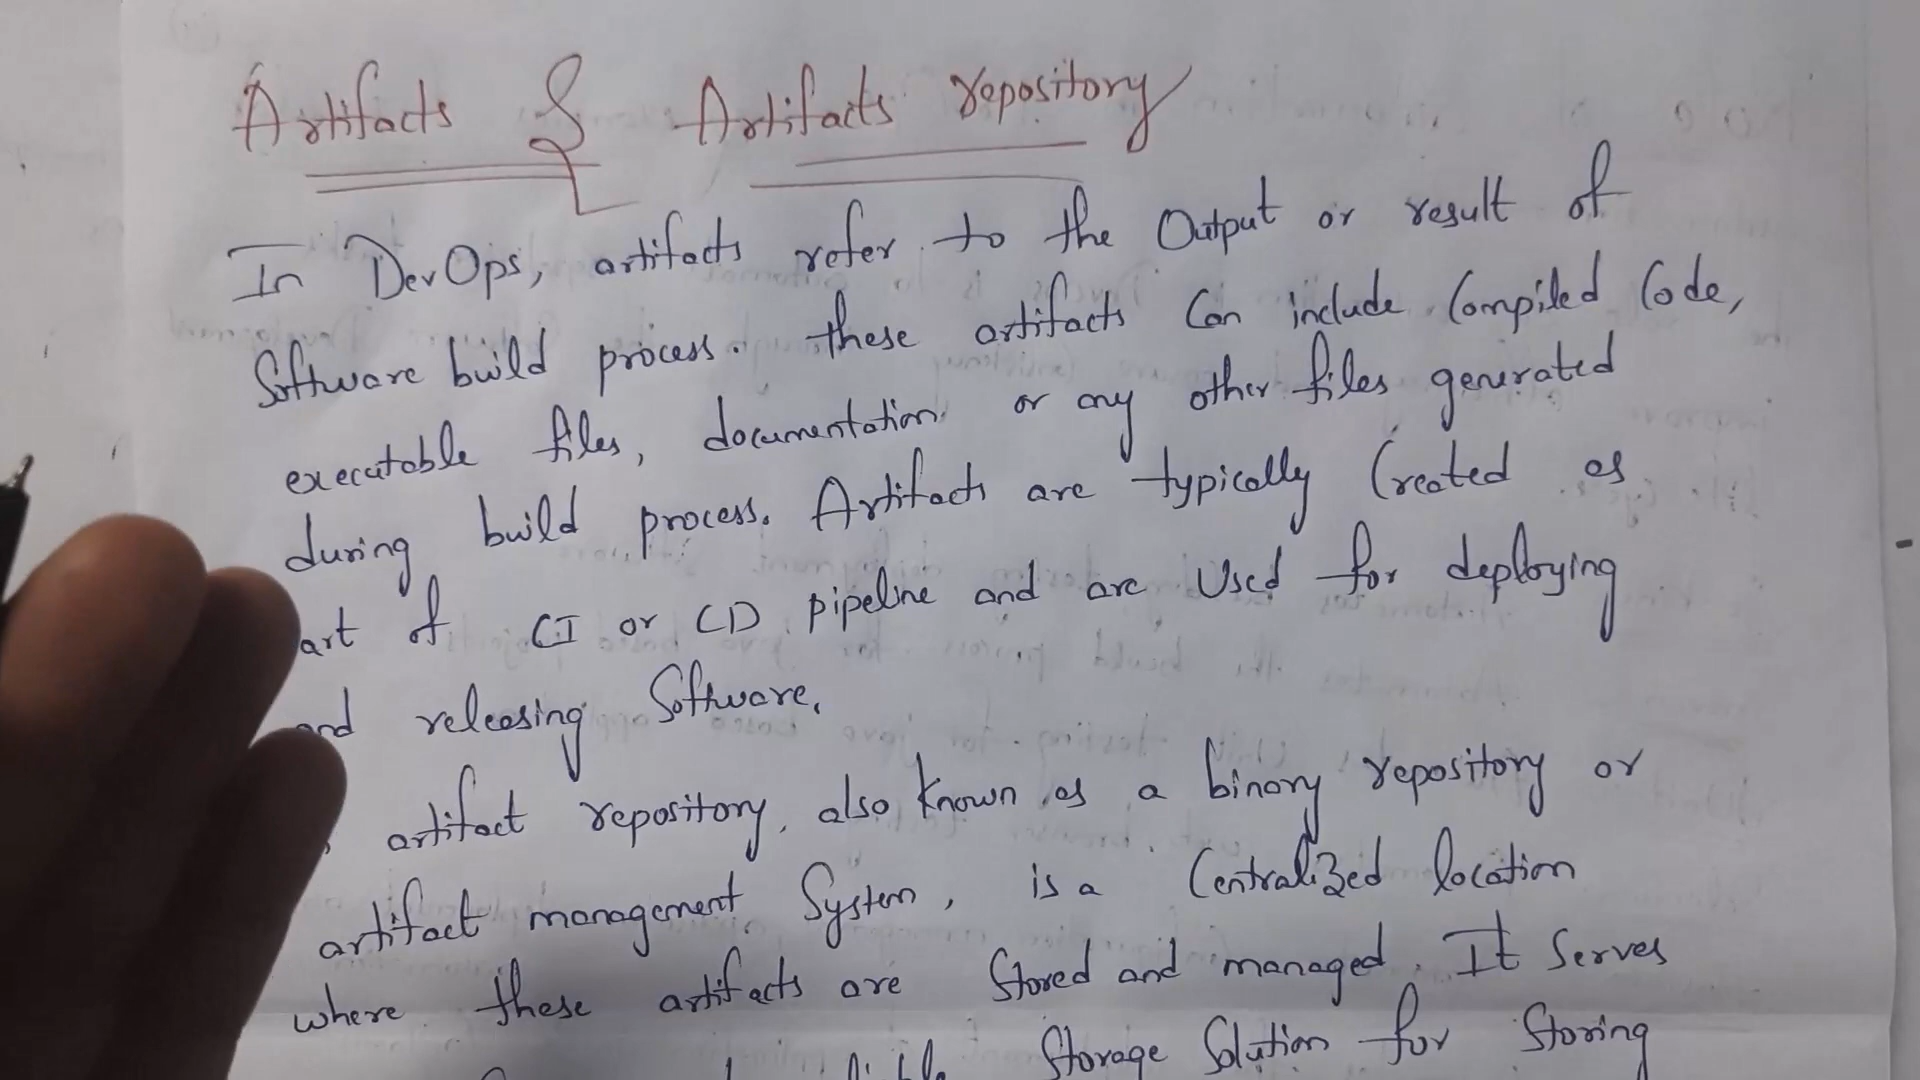 Artifacts & Artifacts repository
In DevOps, artifacts refer to the Output or result of
Software build process. these artifacts Can include Compiled Code,
executable files, documentation or any other files generated
during build process. Artifacts are typically Created as
art of CI or CD pipeline and are Used for deploying
and releasing Software.
artifact repository, also known as a binary repository or
artifact management System, is a Centralized location
where these artifacts are Stored and managed. It Serves
Storage Solution for Storing